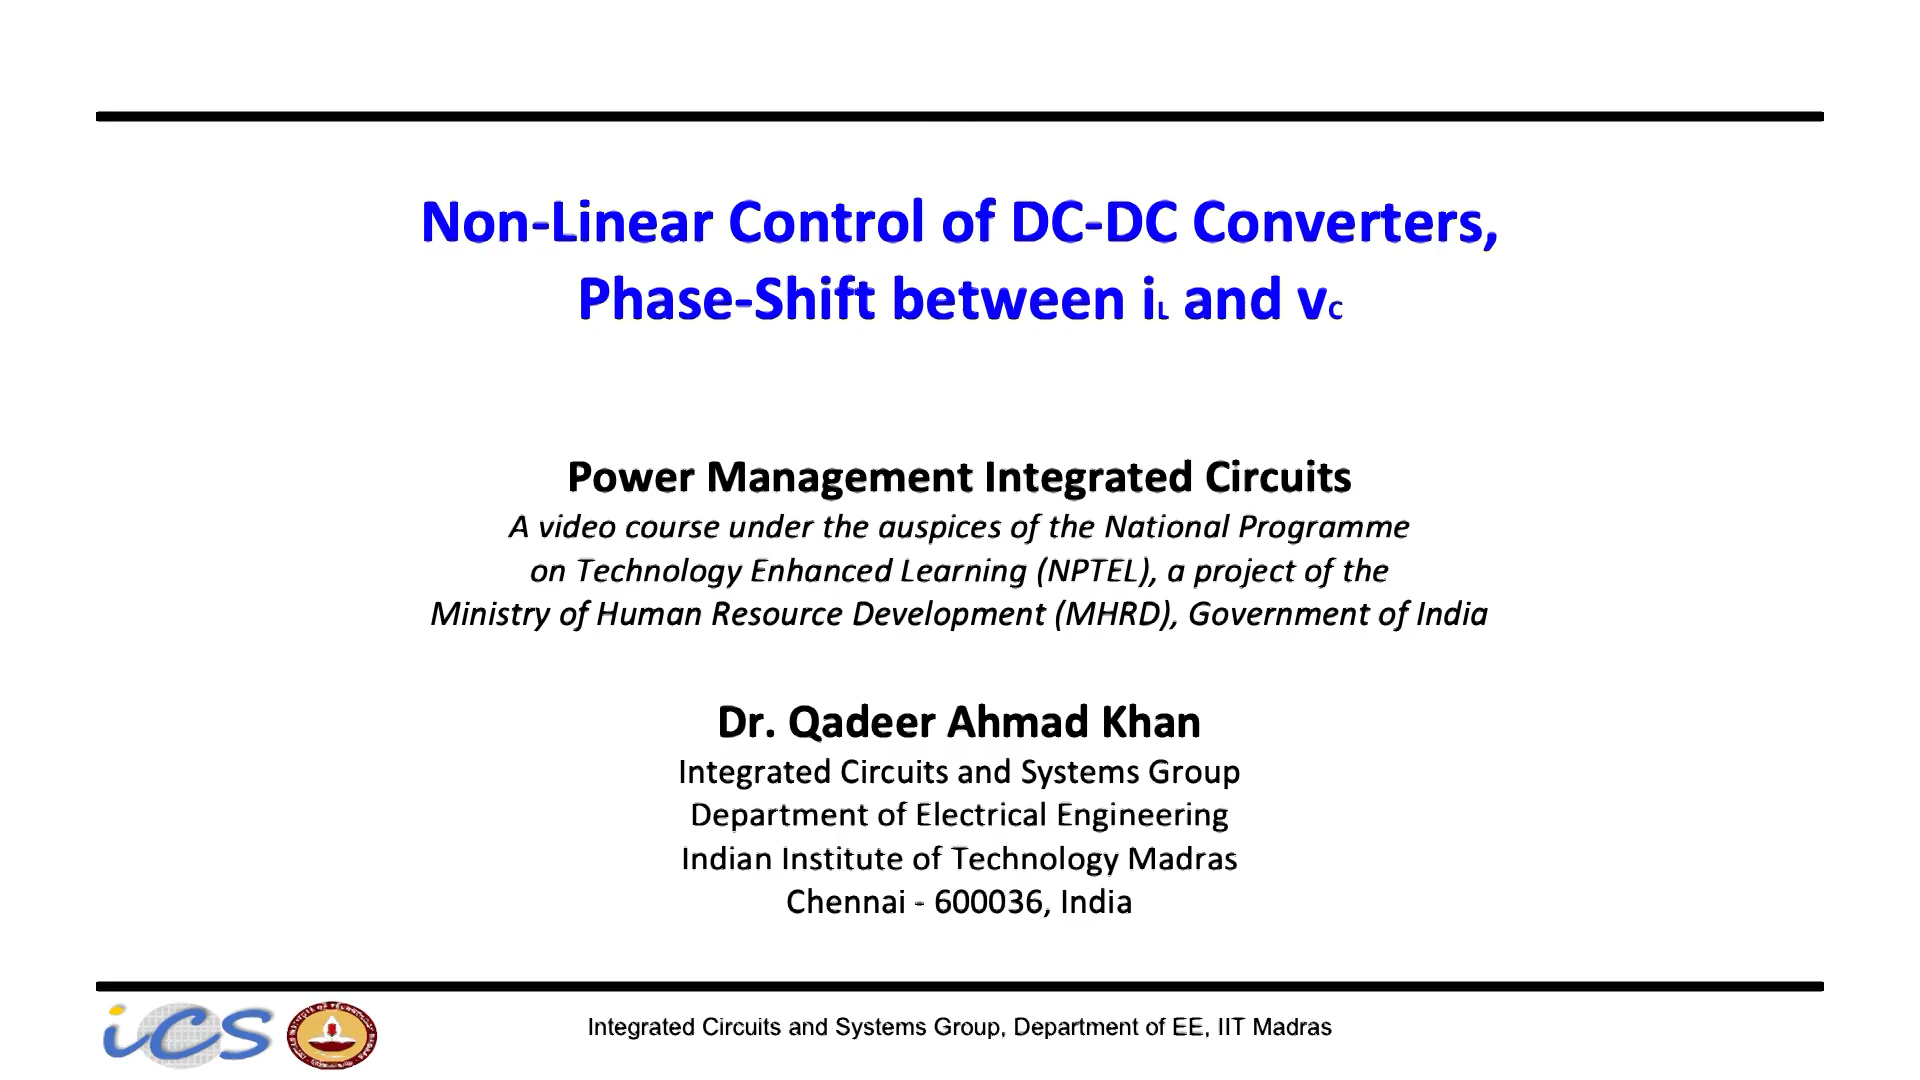 Non-Linear Control of DC-DC Converters,
Phase-Shift between iL and vC
Power Management Integrated Circuits
A video course under the auspices of the National Programme
on Technology Enhanced Learning (NPTEL), a project of the
Ministry of Human Resource Development (MHRD), Government of India
Dr. Qadeer Ahmad Khan
Integrated Circuits and Systems Group
Department of Electrical Engineering
Indian Institute of Technology Madras
Chennai - 600036, India
iCS
Integrated Circuits and Systems Group, Department of EE, IIT Madras